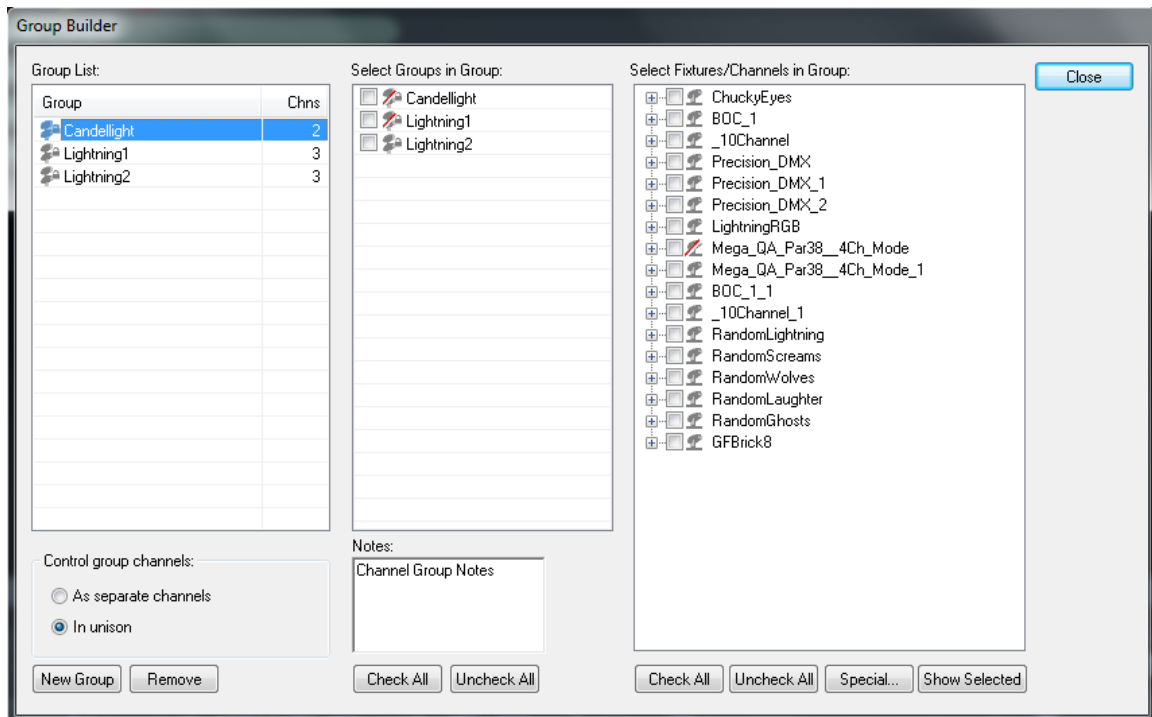 Group Builder
Group List:
Group Chns
Candellight 2
Lightning1 3
Lightning2 3
Control group channels:
As separate channels
In unison
New Group Remove
Select Groups in Group:
Candellight
Lightning1
Lightning2
Notes:
Channel Group Notes
Check All Uncheck All
Select Fixtures/Channels in Group:
ChuckyEyes
BOC_1
_10Channel
Precision_DMX
Precision_DMX_1
Precision_DMX_2
LightningRGB
Mega_QA_Par38__4Ch_Mode
Mega_QA_Par38__4Ch_Mode_1
BOC_1_1
_10Channel_1
RandomLightning
RandomScreams
RandomWolves
RandomLaughter
RandomGhosts
GFBrick8
Check All Uncheck All Special... Show Selected
Close